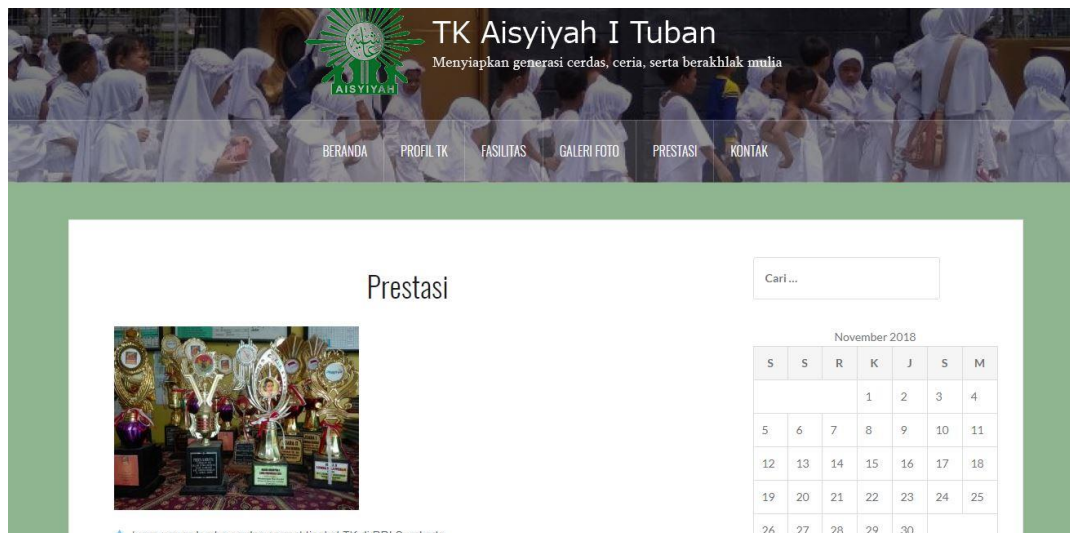 TK Aisyiyah I Tuban
Menyiapkan generasi cerdas, ceria, serta berakhlak mulia
AISYIYAH
BERANDA PROFIL TK FASILITAS GALERI FOTO PRESTASI KONTAK
Prestasi
Cari ...
November 2018
S S R K J S M
1 2 3 4
5 6 7 8 9 10 11
12 13 14 15 16 17 18
19 20 21 22 23 24 25
26 27 28 29 30